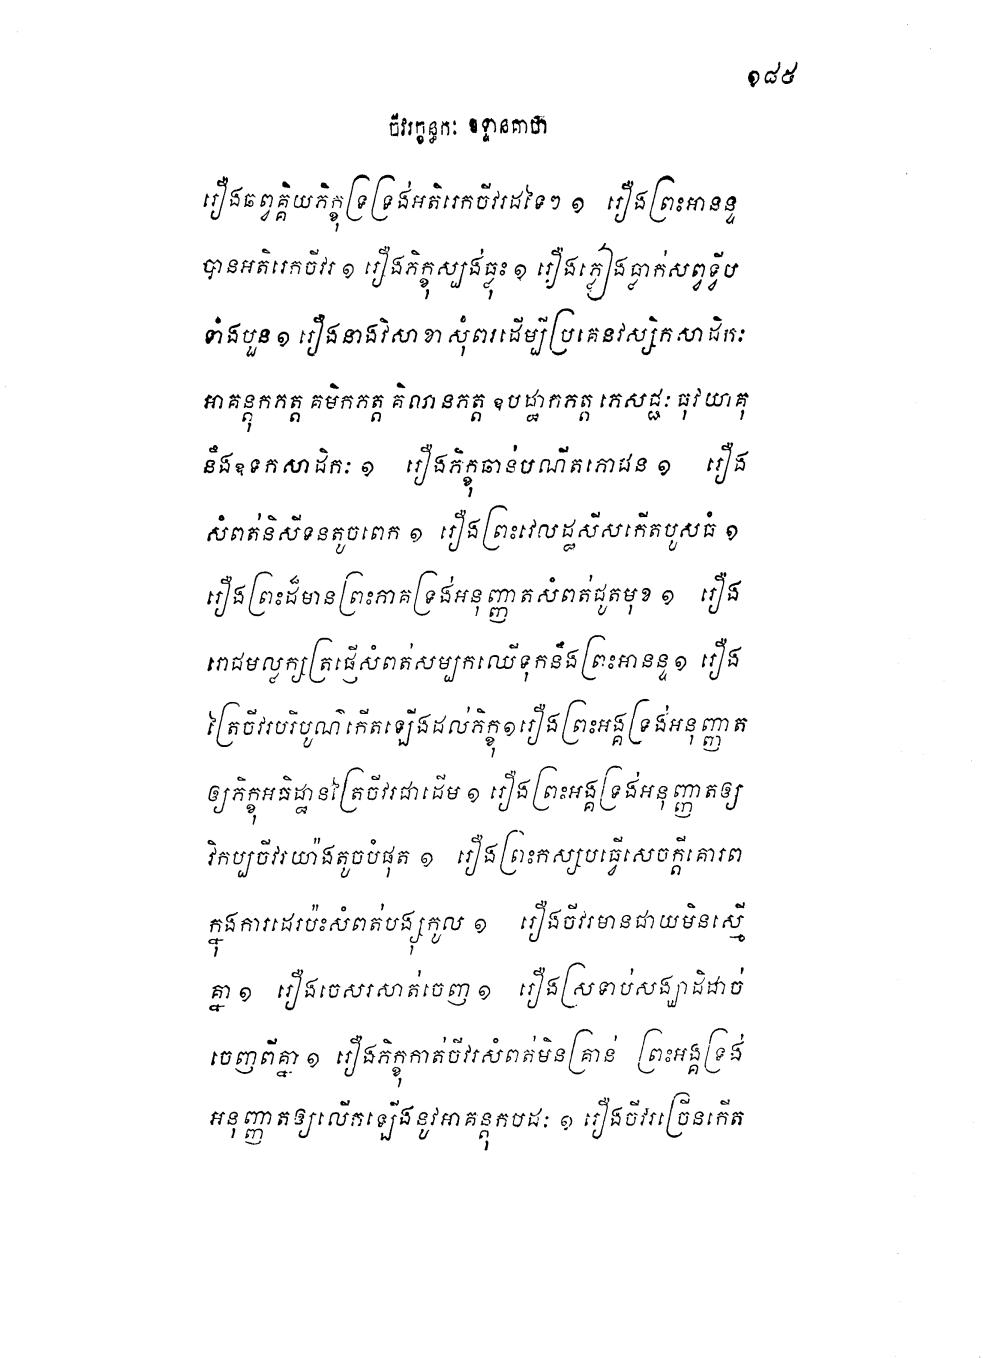 ១៨៥
ចីវរក្ខន្ធកៈ ឧទ្ទានគាថា
រឿងឆព្វគ្គិយភិក្ខុទ្រទ្រង់អតិរេកចីវរដទៃៗ ១ រឿងព្រះអានន្ទ
បានអតិរេកចីវរ ១ រឿងភិក្ខុស្បង់ធ្លុះ ១ រឿងភ្លៀងធ្លាក់សព្វទ្វីប
ទាំងបួន ១ រឿងនាងវិសាខា សុំពរដើម្បីប្រគេនវស្សិកសាដិកៈ
អាគន្តុកកត្ត គមិកកត្ត គិលានកត្ត ឧបដ្ឋាកកត្ត ភេសជ្ជៈ ធុវយាគុ
នឹងឧទកសាដិកៈ ១ រឿងភិក្ខុឆាន់បណីតភោជន ១ រឿង
សំពត់និសីទនតូចពេក ១ រឿងព្រះវេលដ្ឋសីសកើតបូសធំ ១
រឿងព្រះដ៏មានព្រះភាគទ្រង់អនុញ្ញាតសំពត់ជូតមុខ ១ រឿង
រោជមល្លក្សត្រផ្ញើសំពត់សម្បកឈើទុកនឹងព្រះអានន្ទ ១ រឿង
ត្រៃចីវរបរិបូណ៌កើតឡើងដល់ភិក្ខុ ១ រឿងព្រះអង្គទ្រង់អនុញ្ញាត
ឲ្យភិក្ខុអធិដ្ឋានត្រៃចីវរជាដើម ១ រឿងព្រះអង្គទ្រង់អនុញ្ញាតឲ្យ
វិកប្បចីវរយ៉ាងតូចបំផុត ១ រឿងព្រះកស្សបធ្វើសេចក្តីគោរព
ក្នុងការដេរប៉ះសំពត់បង្សុកូល ១ រឿងចីវរមានជាយមិនស្មើ
គ្នា ១ រឿងចេសរសាត់ចេញ ១ រឿងស្រទាប់សង្ឃាដិដាច់
ចេញពីគ្នា ១ រឿងភិក្ខុកាត់ចីវរសំពត់មិនគ្រាន់ ព្រះអង្គទ្រង់
អនុញ្ញាតឲ្យលើកឡើងនូវអាគន្តុកបដៈ ១ រឿងចីវរច្រើនកើត